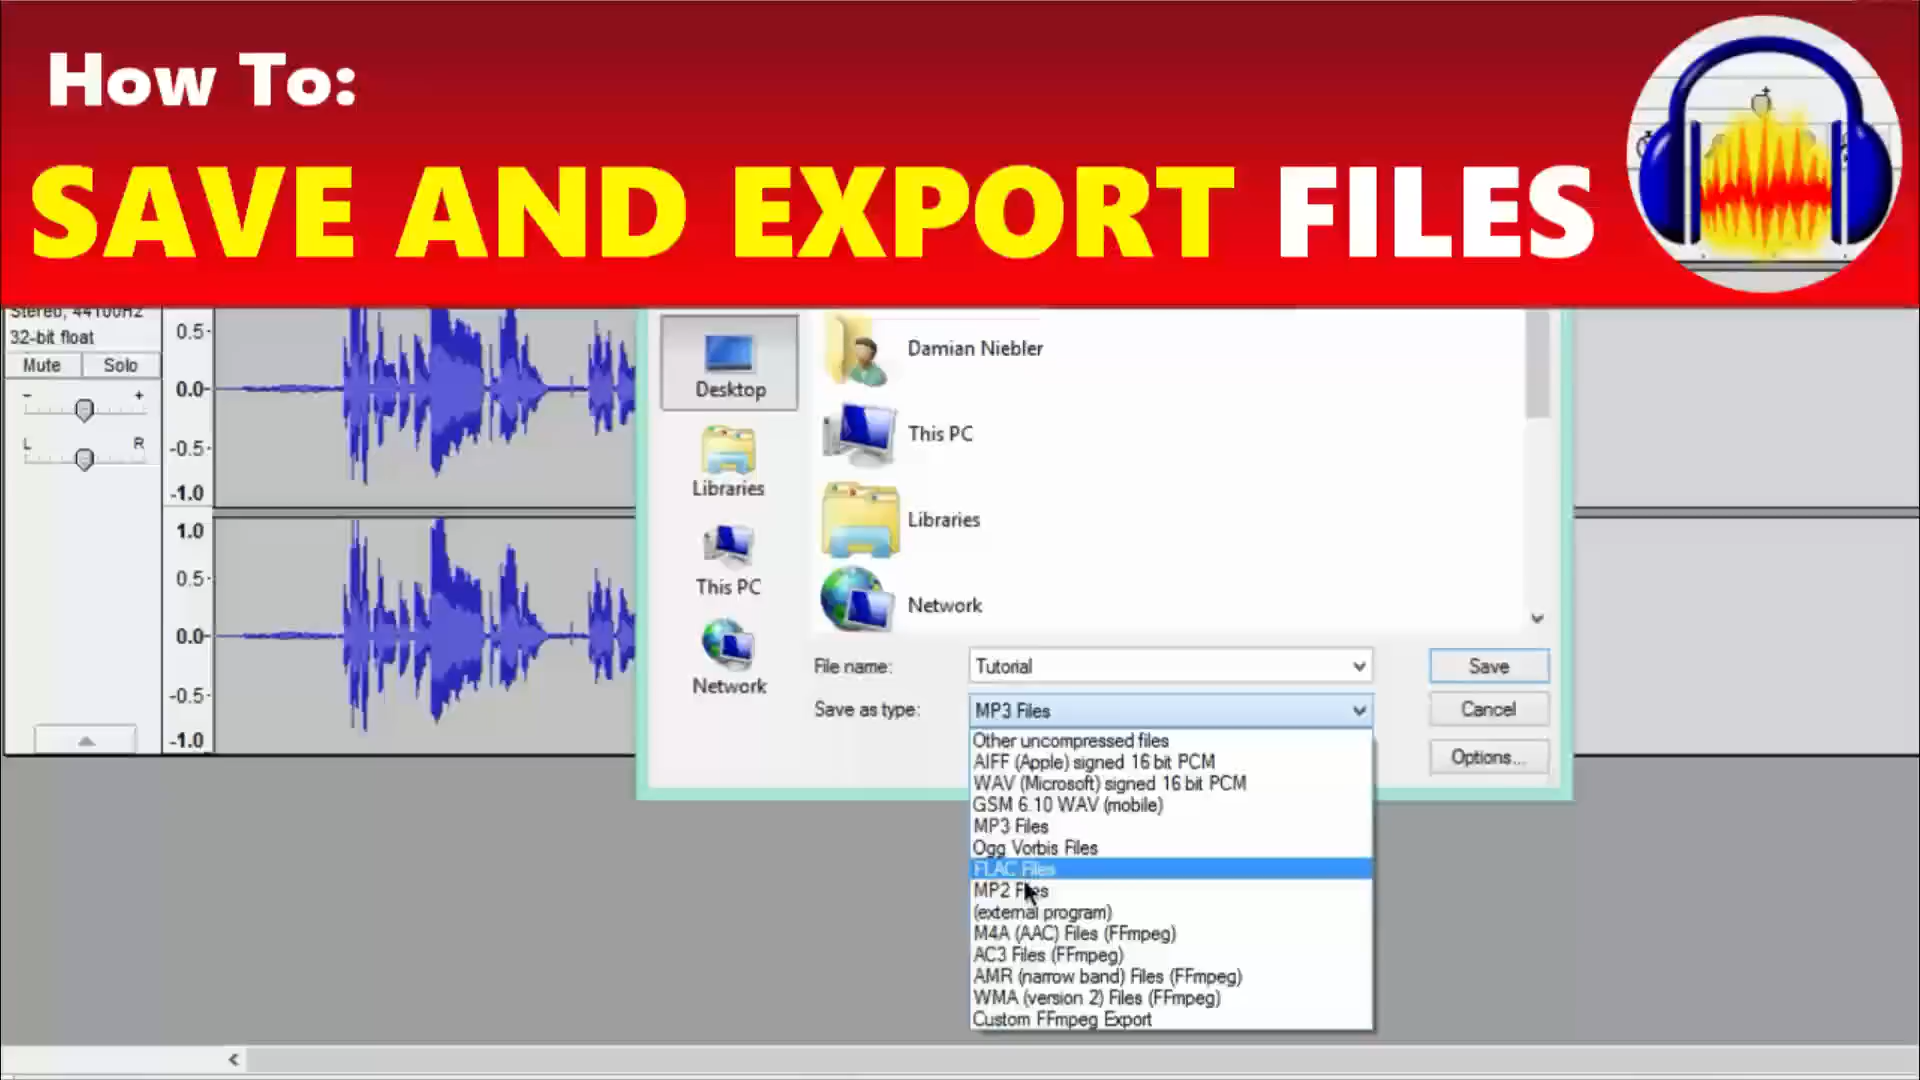 How To:
SAVE AND EXPORT FILES
Stereo, 44100Hz
32-bit float
Mute Solo
- +
L R
0.5
0.0
-0.5
-1.0
1.0
0.5
0.0
-0.5
-1.0
Desktop
Libraries
This PC
Network
Damian Niebler
This PC
Libraries
Network
File name: Tutorial Save
Save as type: MP3 Files Cancel
Options...
Other uncompressed files
AIFF (Apple) signed 16 bit PCM
WAV (Microsoft) signed 16 bit PCM
GSM 6.10 WAV (mobile)
MP3 Files
Ogg Vorbis Files
FLAC Files
MP2 Files
(external program)
M4A (AAC) Files (FFmpeg)
AC3 Files (FFmpeg)
AMR (narrow band) Files (FFmpeg)
WMA (version 2) Files (FFmpeg)
Custom FFmpeg Export